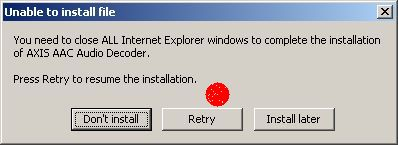 Unable to install file
You need to close ALL Internet Explorer windows to complete the installation
of AXIS AAC Audio Decoder.
Press Retry to resume the installation.
Don't install
Retry
Install later